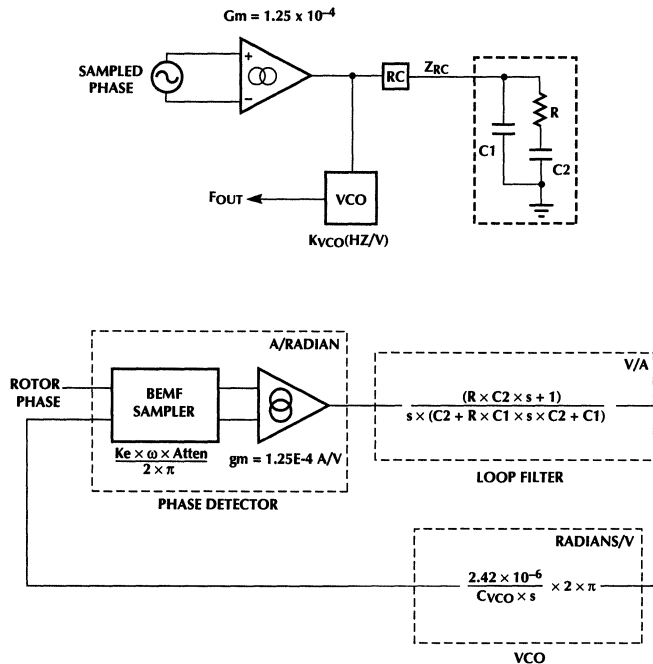 Gm = 1.25 x 10⁻⁴
SAMPLED
PHASE
+
−
RC
ZRC
R
C1
C2
FOUT
VCO
KVCO(HZ/V)
A/RADIAN
V/A
ROTOR
PHASE
BEMF
SAMPLER
Ke × ω × Atten
2 × π
gm = 1.25E-4 A/V
(R × C2 × s + 1)
s × (C2 + R × C1 × s × C2 + C1)
PHASE DETECTOR
LOOP FILTER
RADIANS/V
2.42 × 10⁻⁶
CVCO × s
× 2 × π
VCO